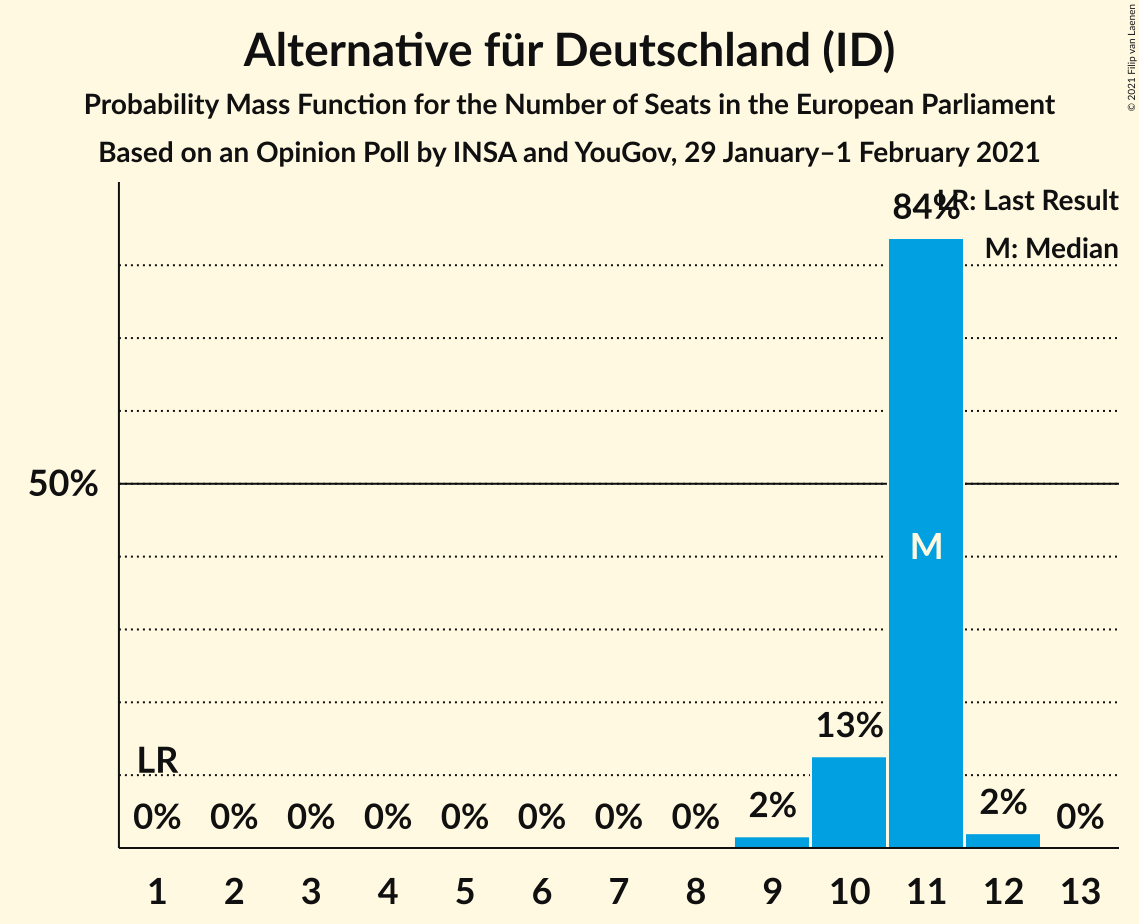 Alternative für Deutschland (ID)
Probability Mass Function for the Number of Seats in the European Parliament
Based on an Opinion Poll by INSA and YouGov, 29 January–1 February 2021
© 2021 Filip van Laenen
LR: Last Result
M: Median
84%
50%
M
13%
LR
0% 0% 0% 0% 0% 0% 0% 0% 2% 2% 0%
1 2 3 4 5 6 7 8 9 10 11 12 13